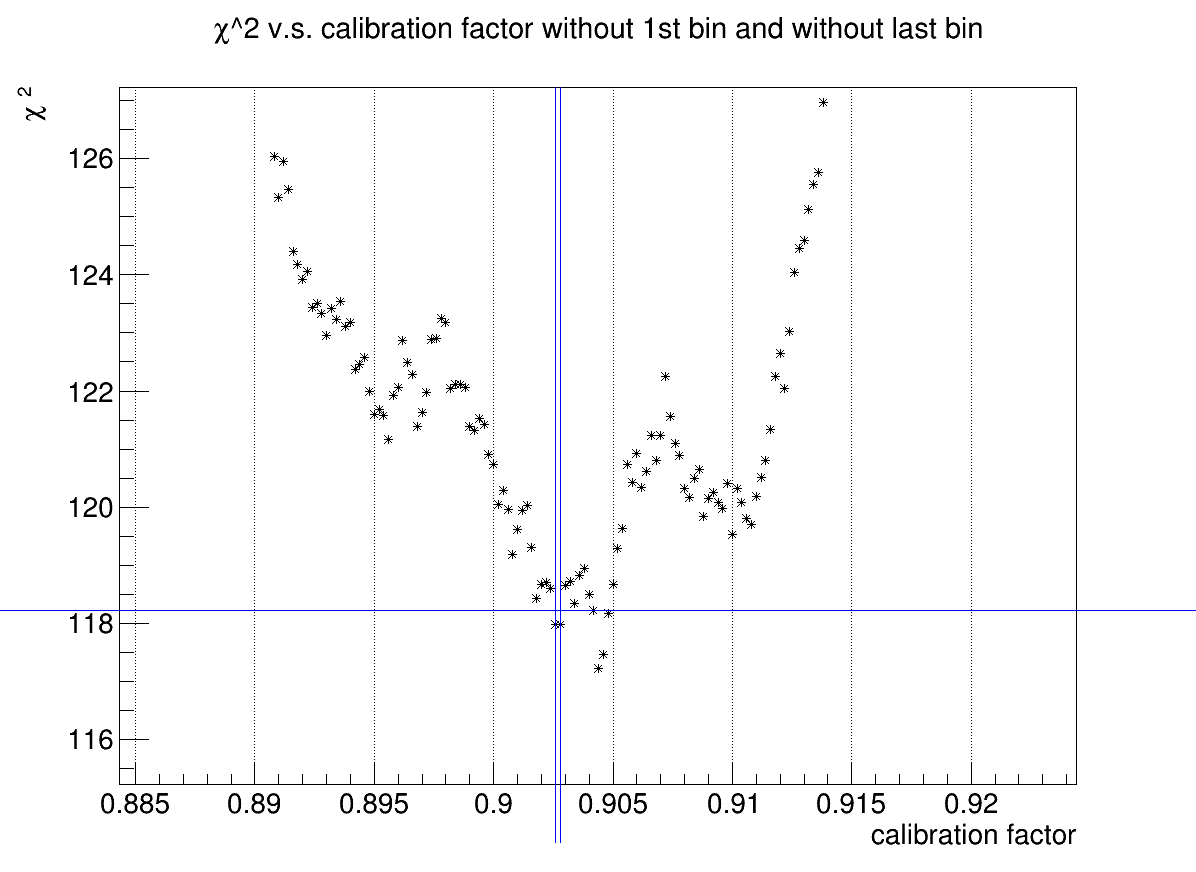 χ^2 v.s. calibration factor without 1st bin and without last bin
χ 2
126
124
122
120
118
116
0.885 0.89 0.895 0.9 0.905 0.91 0.915 0.92
calibration factor